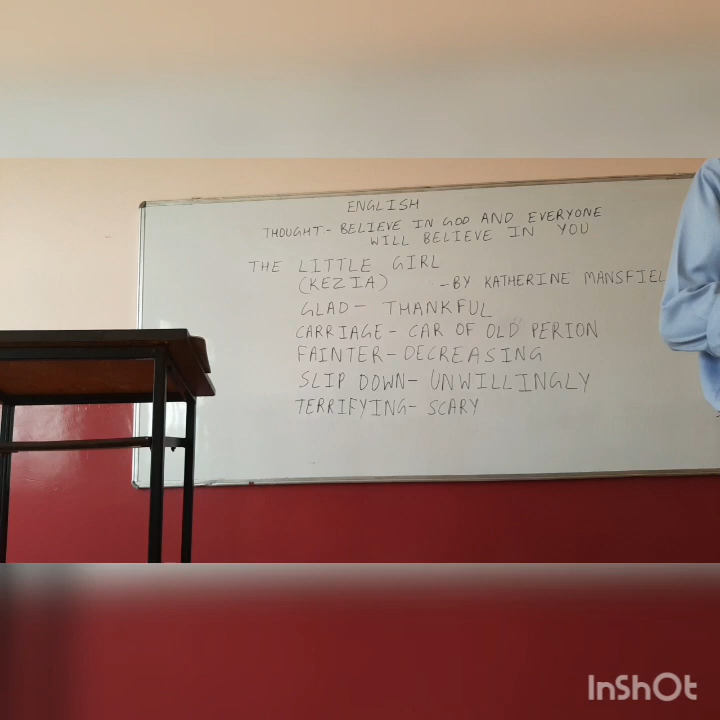 ENGLISH
THOUGHT- BELIEVE IN GOD AND EVERYONE
WILL BELIEVE IN YOU
THE LITTLE GIRL
(KEZIA) -BY KATHERINE MANSFIEL
GLAD- THANKFUL
CARRIAGE- CAR OF OLD PERION
FAINTER- DECREASING
SLIP DOWN- UNWILLINGLY
TERRIFYING- SCARY
InShOt